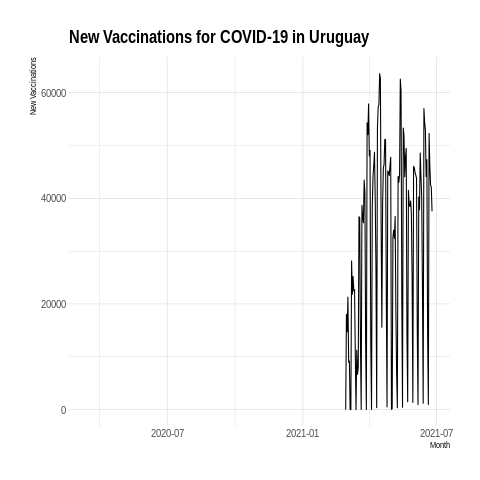 New Vaccinations for COVID-19 in Uruguay
New Vaccinations
60000
40000
20000
0
2020-07
2021-01
2021-07
Month